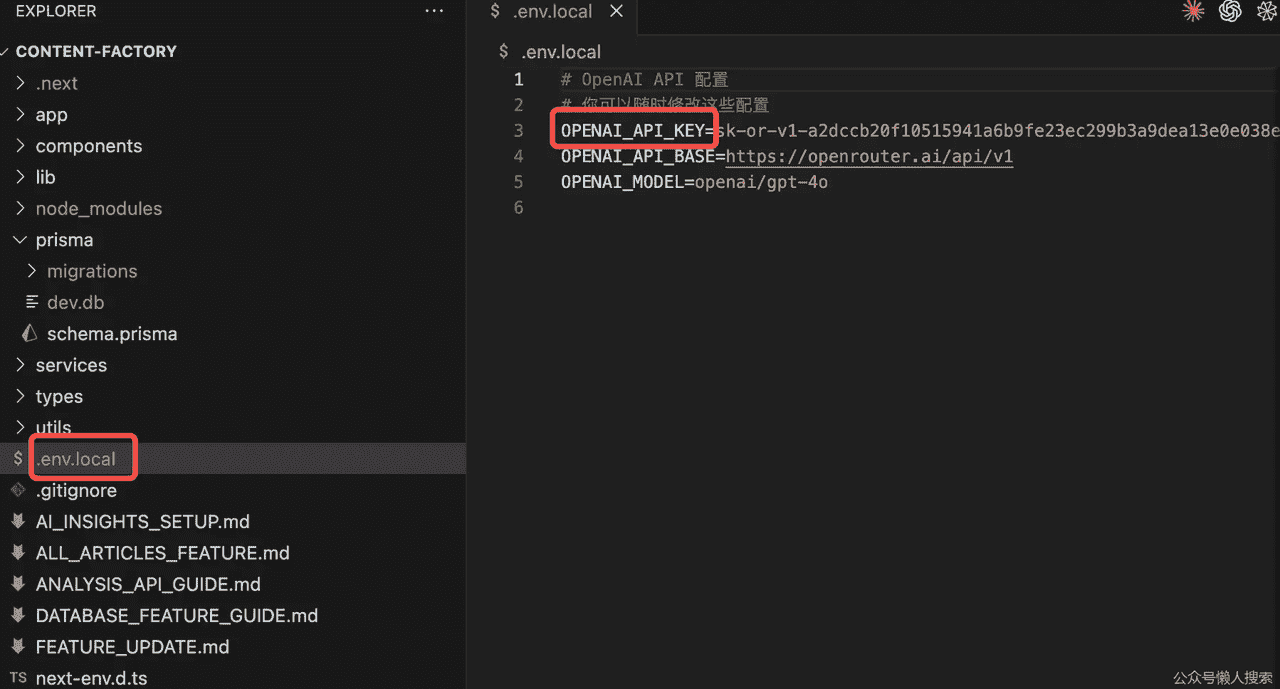 EXPLORER
CONTENT-FACTORY
.next
app
components
lib
node_modules
prisma
migrations
dev.db
schema.prisma
services
types
utils
$ .env.local
.gitignore
AI_INSIGHTS_SETUP.md
ALL_ARTICLES_FEATURE.md
ANALYSIS_API_GUIDE.md
DATABASE_FEATURE_GUIDE.md
FEATURE_UPDATE.md
TS next-env.d.ts
$ .env.local
$ .env.local
1 # OpenAI API 配置
2 # 你可以随时修改这些配置
3 OPENAI_API_KEY=sk-or-v1-a2dccb20f10515941a6b9fe23ec299b3a9dea13e0e038e
4 OPENAI_API_BASE=https://openrouter.ai/api/v1
5 OPENAI_MODEL=openai/gpt-4o
6
公众号懒人搜索